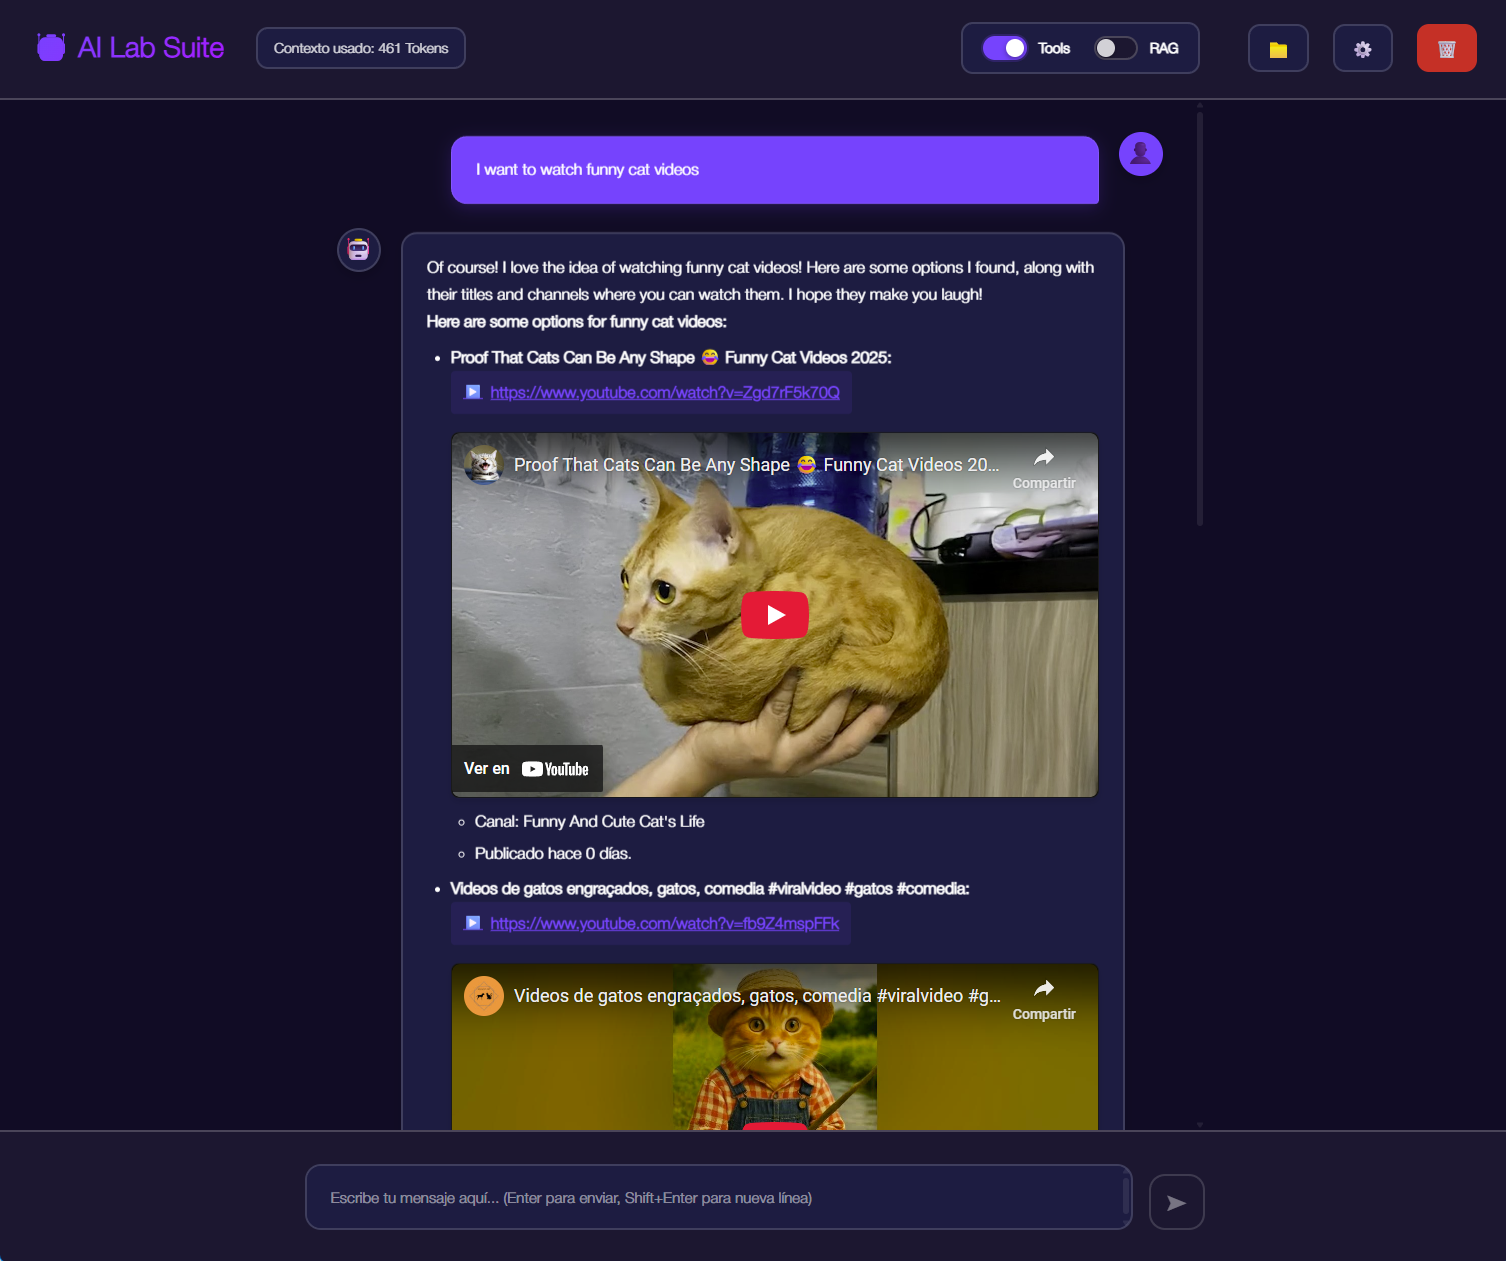 AI Lab Suite
Contexto usado: 461 Tokens
Tools
RAG
I want to watch funny cat videos
Of course! I love the idea of watching funny cat videos! Here are some options I found, along with
their titles and channels where you can watch them. I hope they make you laugh!
Here are some options for funny cat videos:
Proof That Cats Can Be Any Shape 😂 Funny Cat Videos 2025:
https://www.youtube.com/watch?v=Zgd7rF5k70Q
Proof That Cats Can Be Any Shape 😂 Funny Cat Videos 20...
Compartir
Ver en YouTube
Canal: Funny And Cute Cat's Life
Publicado hace 0 días.
Videos de gatos engraçados, gatos, comedia #viralvideo #gatos #comedia:
https://www.youtube.com/watch?v=fb9Z4mspFFk
Videos de gatos engraçados, gatos, comedia #viralvideo #g...
Compartir
Escribe tu mensaje aquí... (Enter para enviar, Shift+Enter para nueva línea)